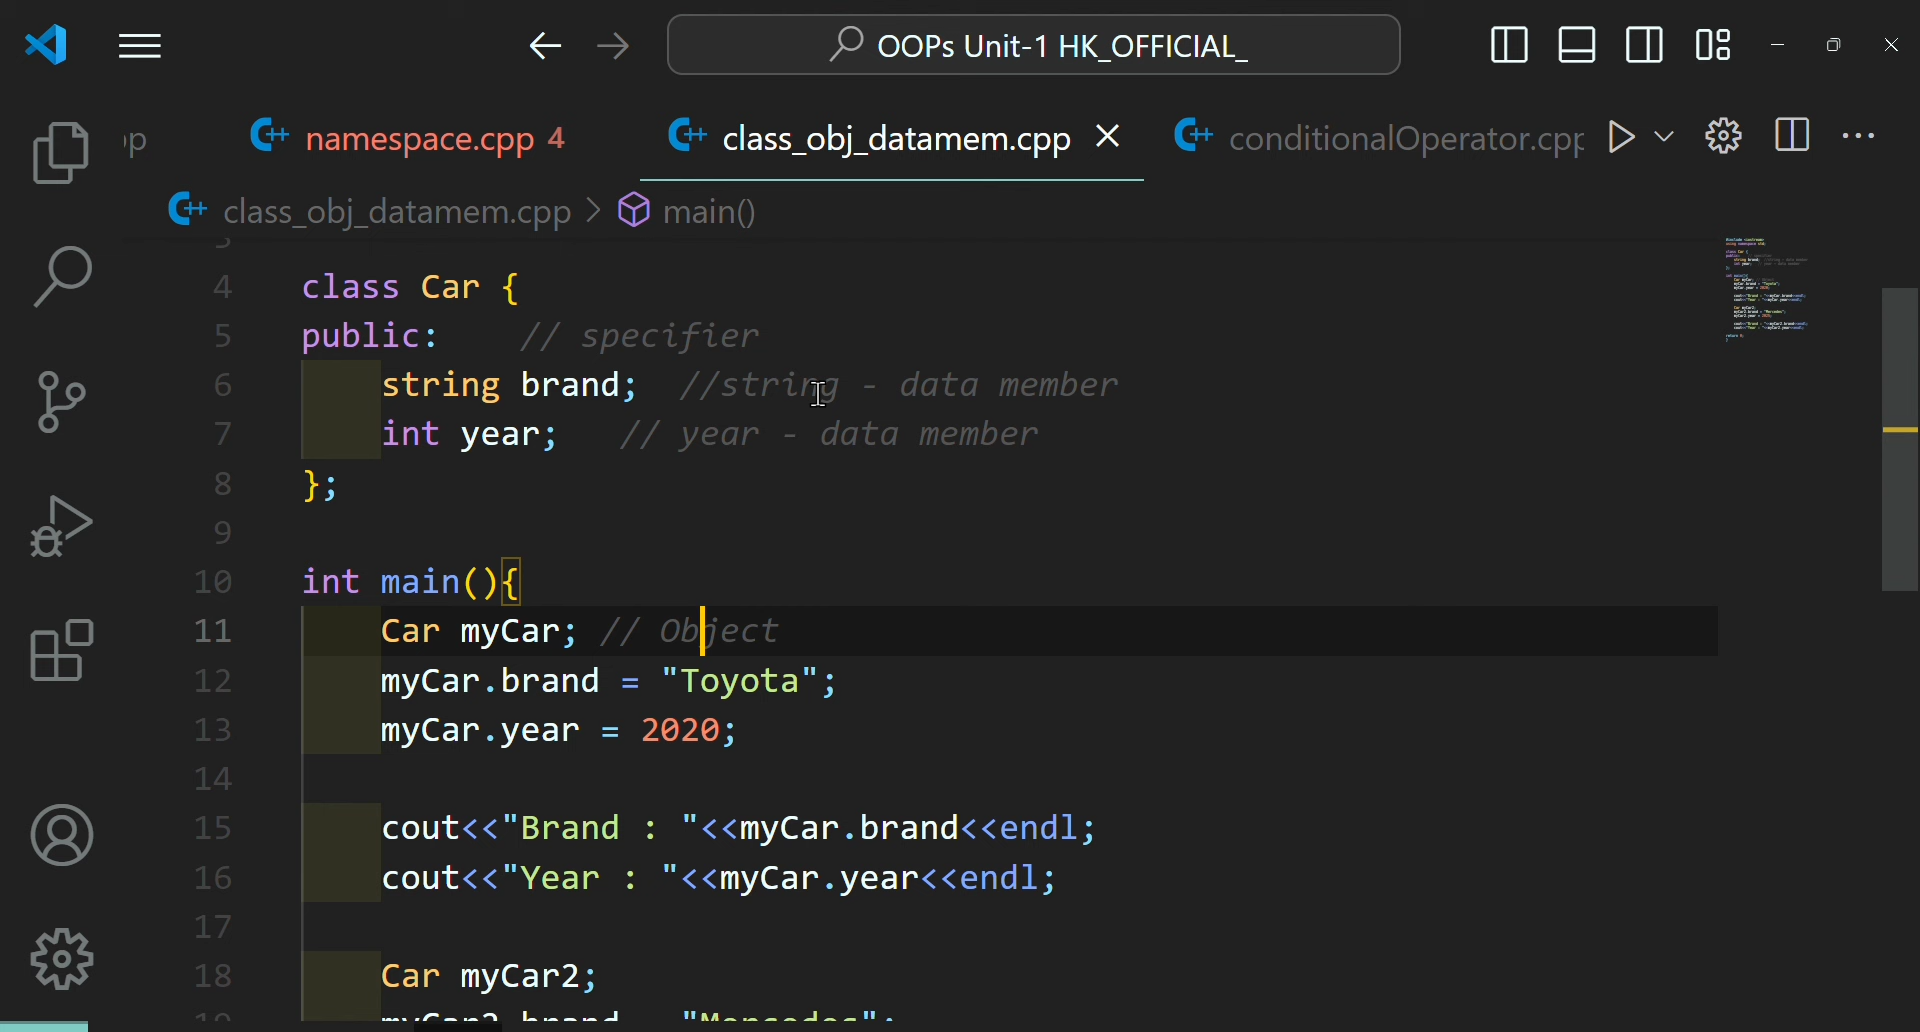 OOPs Unit-1 HK_OFFICIAL_
namespace.cpp 4 class_obj_datamem.cpp conditionalOperator.cpp
class_obj_datamem.cpp > main()
4 class Car {
5 public: // specifier
6 string brand; //string - data member
7 int year; // year - data member
8 };
9
10 int main(){
11 Car myCar; // Object
12 myCar.brand = "Toyota";
13 myCar.year = 2020;
14
15 cout<<"Brand : "<<myCar.brand<<endl;
16 cout<<"Year : "<<myCar.year<<endl;
17
18 Car myCar2;